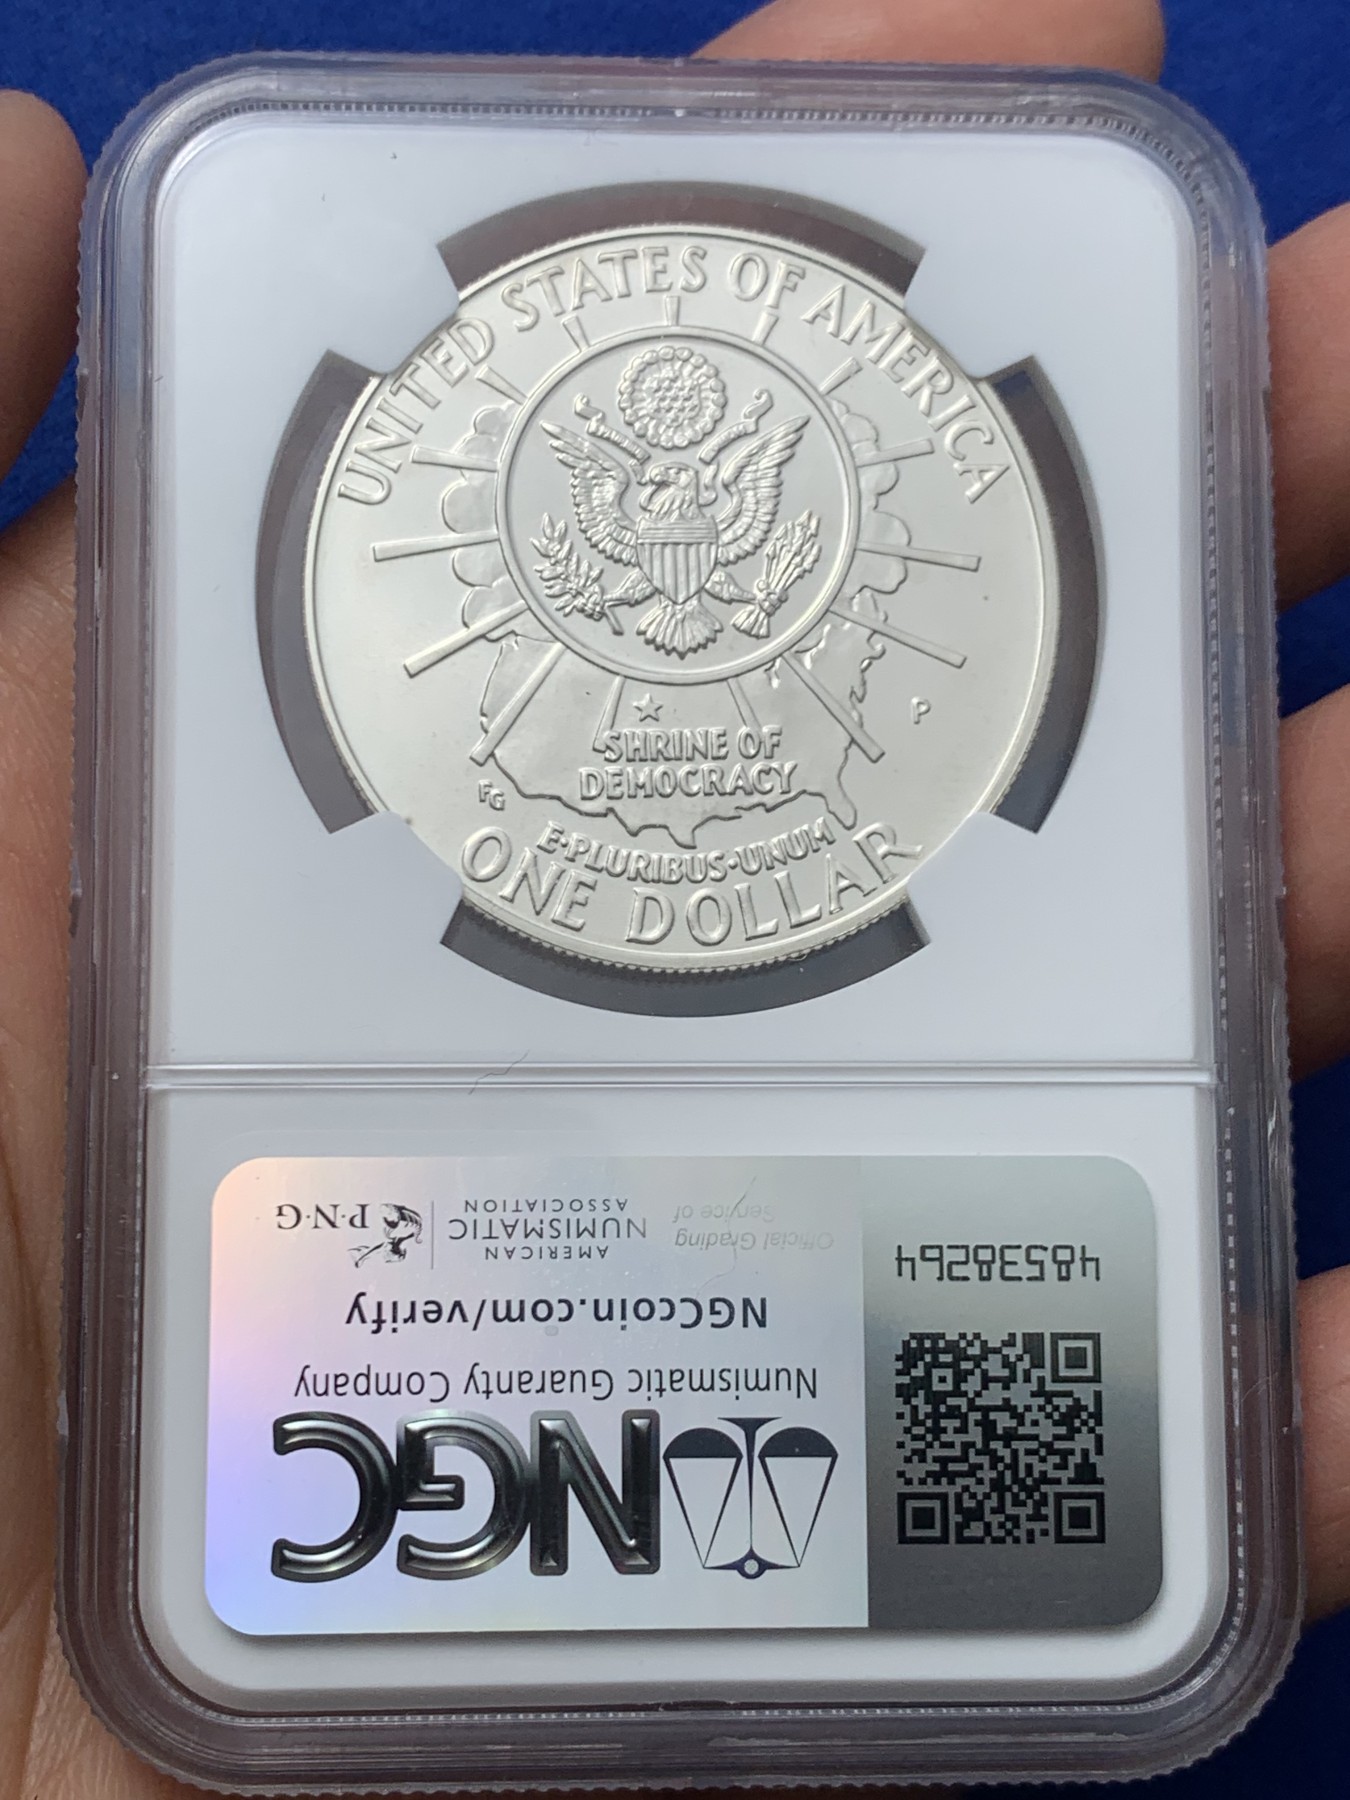 UNITED STATES OF AMERICA
P
SHRINE OF
DEMOCRACY
FG
E·PLURIBUS·UNUM
ONE DOLLAR
NGC
Numismatic Guaranty Company
NGCcoin.com/verify
Official Grading
Service of
AMERICAN
NUMISMATIC
ASSOCIATION
P·N·G
48538264